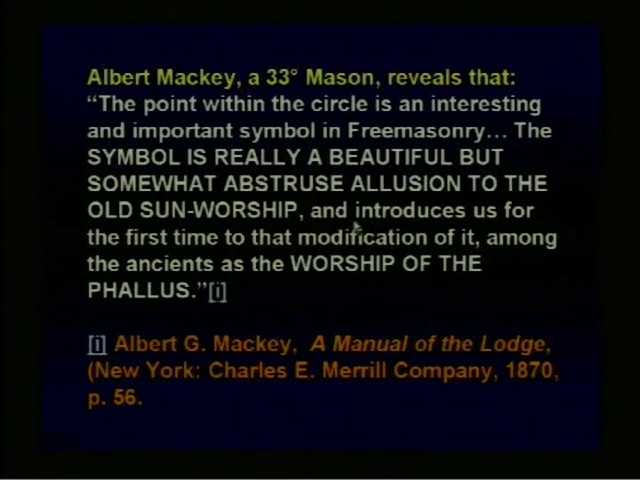 Albert Mackey, a 33° Mason, reveals that:
“The point within the circle is an interesting
and important symbol in Freemasonry… The
SYMBOL IS REALLY A BEAUTIFUL BUT
SOMEWHAT ABSTRUSE ALLUSION TO THE
OLD SUN-WORSHIP, and introduces us for
the first time to that modification of it, among
the ancients as the WORSHIP OF THE
PHALLUS.”[i]
[i] Albert G. Mackey, A Manual of the Lodge,
(New York: Charles E. Merrill Company, 1870,
p. 56.